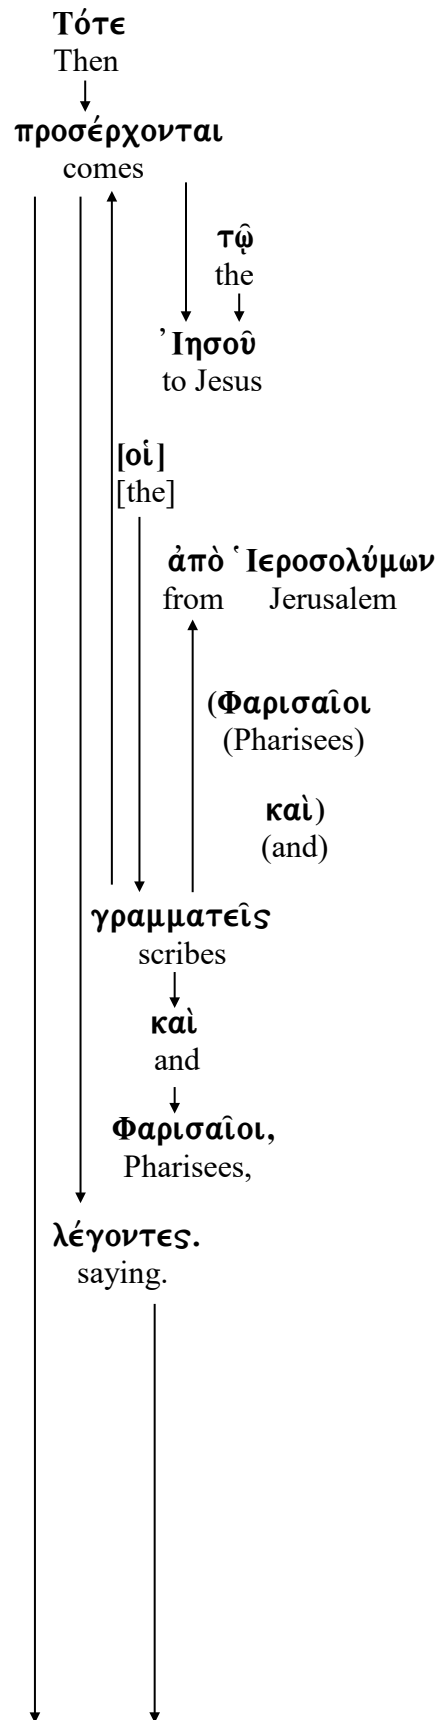 Τότε
Then
προσέρχονται
comes
τῷ
the
Ἰησοῦ
to Jesus
[οἱ]
[the]
ἀπὸ Ἱεροσολύμων
from Jerusalem
(Φαρισαῖοι
(Pharisees)
καὶ)
(and)
γραμματεῖς
scribes
καὶ
and
Φαρισαῖοι,
Pharisees,
λέγοντες.
saying.